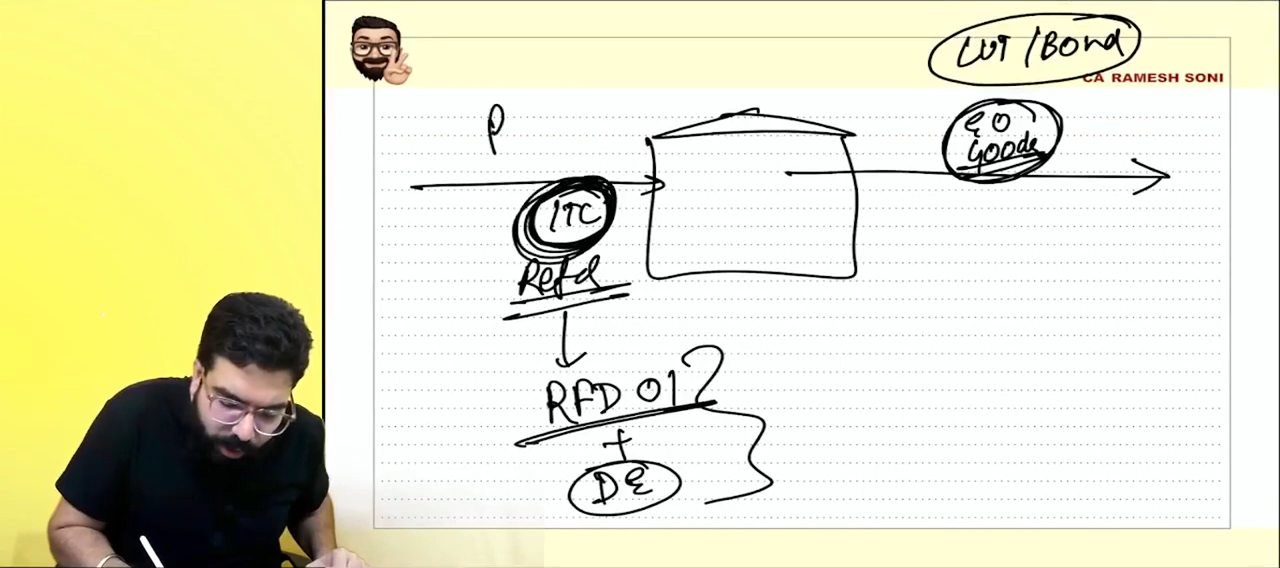 LUT / Bond
CA RAMESH SONI
P
EO
Goods
ITC
Refd
RFD 01
+
DE